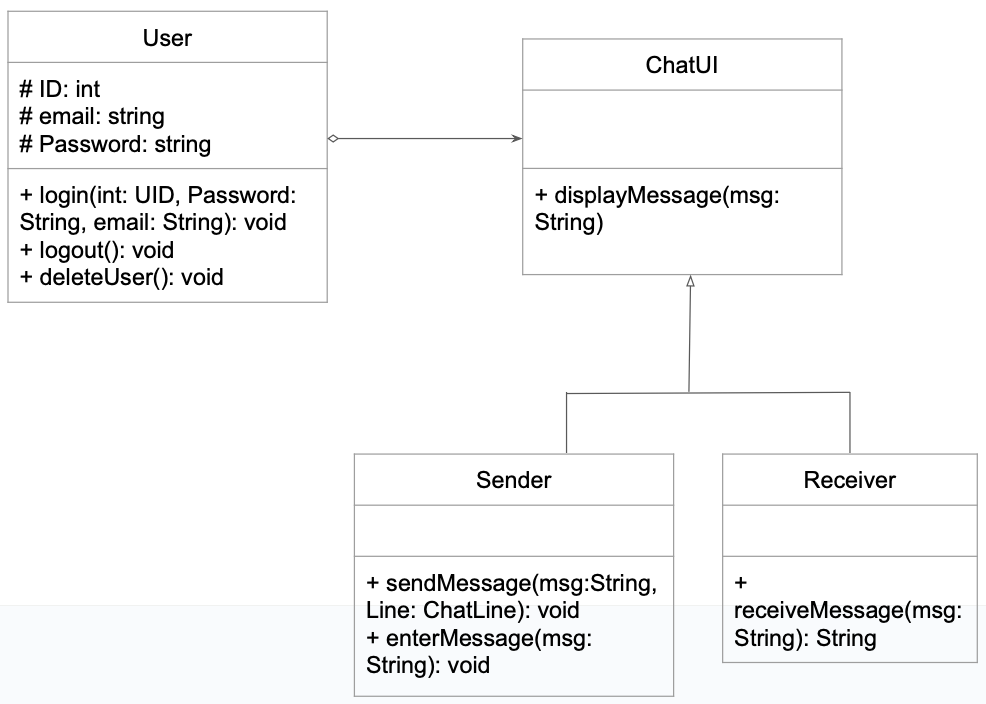 User
# ID: int
# email: string
# Password: string
+ login(int: UID, Password:
String, email: String): void
+ logout(): void
+ deleteUser(): void
ChatUI
+ displayMessage(msg:
String)
Sender
+ sendMessage(msg:String,
Line: ChatLine): void
+ enterMessage(msg:
String): void
Receiver
+
receiveMessage(msg:
String): String